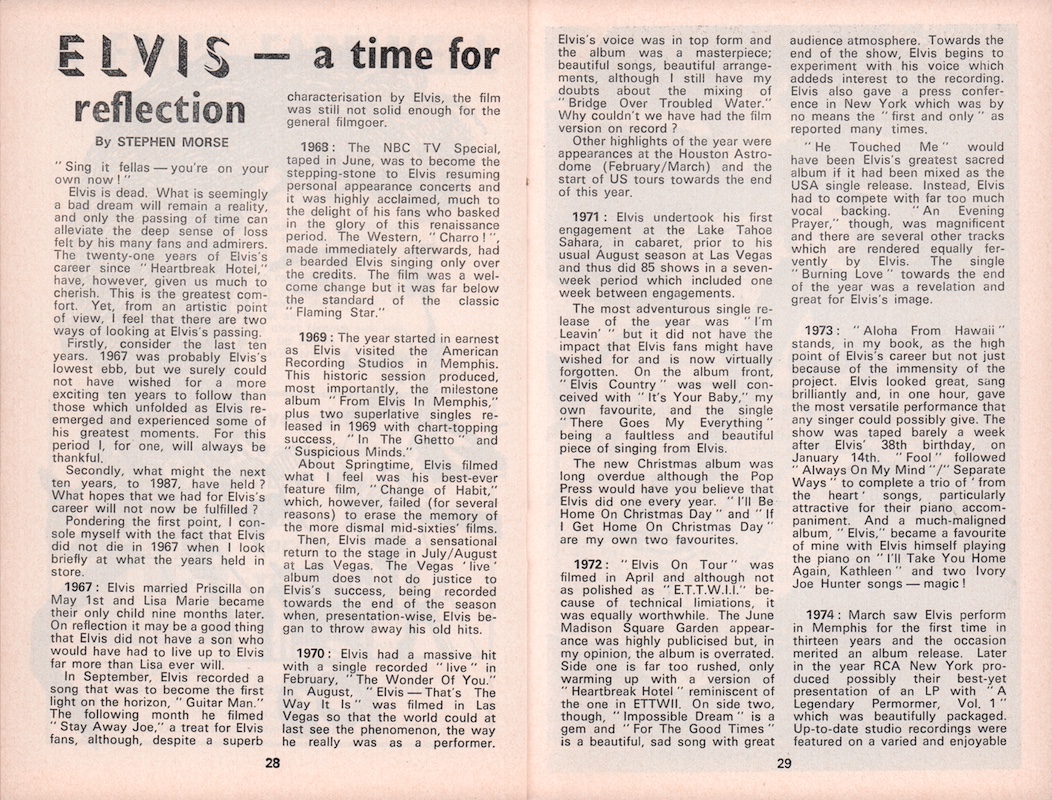 ELVIS — a time for
reflection
By STEPHEN MORSE
"Sing it fellas — you're on your
own now!"
Elvis is dead. What is seemingly
a bad dream will remain a reality,
and only the passing of time can
alleviate the deep sense of loss
felt by his many fans and admirers.
The twenty-one years of Elvis's
career since "Heartbreak Hotel,"
have, however, given us much to
cherish. This is the greatest com-
fort. Yet, from an artistic point
of view, I feel that there are two
ways of looking at Elvis's passing.
Firstly, consider the last ten
years. 1967 was probably Elvis's
lowest ebb, but we surely could
not have wished for a more
exciting ten years to follow than
those which unfolded as Elvis re-
emerged and experienced some of
his greatest moments. For this
period I, for one, will always be
thankful.
Secondly, what might the next
ten years, to 1987, have held?
What hopes that we had for Elvis's
career will not now be fulfilled?
Pondering the first point, I con-
sole myself with the fact that Elvis
did not die in 1967 when I look
briefly at what the years held in
store.
1967: Elvis married Priscilla on
May 1st and Lisa Marie became
their only child nine months later.
On reflection it may be a good thing
that Elvis did not have a son who
would have had to live up to Elvis
far more than Lisa ever will.
In September, Elvis recorded a
song that was to become the first
light on the horizon, "Guitar Man."
The following month he filmed
"Stay Away Joe," a treat for Elvis
fans, although, despite a superb
characterisation by Elvis, the film
was still not solid enough for the
general filmgoer.
1968: The NBC TV Special,
taped in June, was to become the
stepping-stone to Elvis resuming
personal appearance concerts and
it was highly acclaimed, much to
the delight of his fans who basked
in the glory of this renaissance
period. The Western, "Charro!",
made immediately afterwards, had
a bearded Elvis singing only over
the credits. The film was a wel-
come change but it was far below
the standard of the classic
"Flaming Star."
1969: The year started in earnest
as Elvis visited the American
Recording Studios in Memphis.
This historic session produced,
most importantly, the milestone
album "From Elvis In Memphis,"
plus two superlative singles re-
leased in 1969 with chart-topping
success, "In The Ghetto" and
"Suspicious Minds."
About Springtime, Elvis filmed
what I feel was his best-ever
feature film, "Change of Habit,"
which, however, failed (for several
reasons) to erase the memory of
the more dismal mid-sixties' films.
Then, Elvis made a sensational
return to the stage in July/August
at Las Vegas. The Vegas 'live'
album does not do justice to
Elvis's success, being recorded
towards the end of the season
when, presentation-wise, Elvis be-
gan to throw away his old hits.
1970: Elvis had a massive hit
with a single recorded "live" in
February, "The Wonder Of You."
In August, "Elvis — That's The
Way It Is" was filmed in Las
Vegas so that the world could at
last see the phenomenon, the way
he really was as a performer.
28
Elvis's voice was in top form and
the album was a masterpiece;
beautiful songs, beautiful arrange-
ments, although I still have my
doubts about the mixing of
"Bridge Over Troubled Water."
Why couldn't we have had the film
version on record?
Other highlights of the year were
appearances at the Houston Astro-
dome (February/March) and the
start of US tours towards the end
of this year.
1971: Elvis undertook his first
engagement at the Lake Tahoe
Sahara, in cabaret, prior to his
usual August season at Las Vegas
and thus did 85 shows in a seven-
week period which included one
week between engagements.
The most adventurous single re-
lease of the year was "I'm
Leavin'" but it did not have the
impact that Elvis fans might have
wished for and is now virtually
forgotten. On the album front,
"Elvis Country" was well con-
ceived with "It's Your Baby," my
own favourite, and the single
"There Goes My Everything"
being a faultless and beautiful
piece of singing from Elvis.
The new Christmas album was
long overdue although the Pop
Press would have you believe that
Elvis did one every year. "I'll Be
Home On Christmas Day" and "If
I Get Home On Christmas Day"
are my own two favourites.
1972: "Elvis On Tour" was
filmed in April and although not
as polished as "E.T.T.W.I.I." be-
cause of technical limiations, it
was equally worthwhile. The June
Madison Square Garden appear-
ance was highly publicised but, in
my opinion, the album is overrated.
Side one is far too rushed, only
warming up with a version of
"Heartbreak Hotel" reminiscent of
the one in ETTWII. On side two,
though, "Impossible Dream" is a
gem and "For The Good Times"
is a beautiful, sad song with great
audience atmosphere. Towards the
end of the show, Elvis begins to
experiment with his voice which
addeds interest to the recording.
Elvis also gave a press confer-
ence in New York which was by
no means the "first and only" as
reported many times.
"He Touched Me" would
have been Elvis's greatest sacred
album if it had been mixed as the
USA single release. Instead, Elvis
had to compete with far too much
vocal backing. "An Evening
Prayer," though, was magnificent
and there are several other tracks
which are rendered equally fer-
vently by Elvis. The single
"Burning Love" towards the end
of the year was a revelation and
great for Elvis's image.
1973: "Aloha From Hawaii"
stands, in my book, as the high
point of Elvis's career but not just
because of the immensity of the
project. Elvis looked great, sang
brilliantly and, in one hour, gave
the most versatile performance that
any singer could possibly give. The
show was taped barely a week
after Elvis' 38th birthday, on
January 14th. "Fool" followed
"Always On My Mind"/"Separate
Ways" to complete a trio of 'from
the heart' songs, particularly
attractive for their piano accom-
paniment. And a much-maligned
album, "Elvis," became a favourite
of mine with Elvis himself playing
the piano on "I'll Take You Home
Again, Kathleen" and two Ivory
Joe Hunter songs — magic!
1974: March saw Elvis perform
in Memphis for the first time in
thirteen years and the occasion
merited an album release. Later
in the year RCA New York pro-
duced possibly their best-yet
presentation of an LP with "A
Legendary Permormer, Vol. 1"
which was beautifully packaged.
Up-to-date studio recordings were
featured on a varied and enjoyable
29